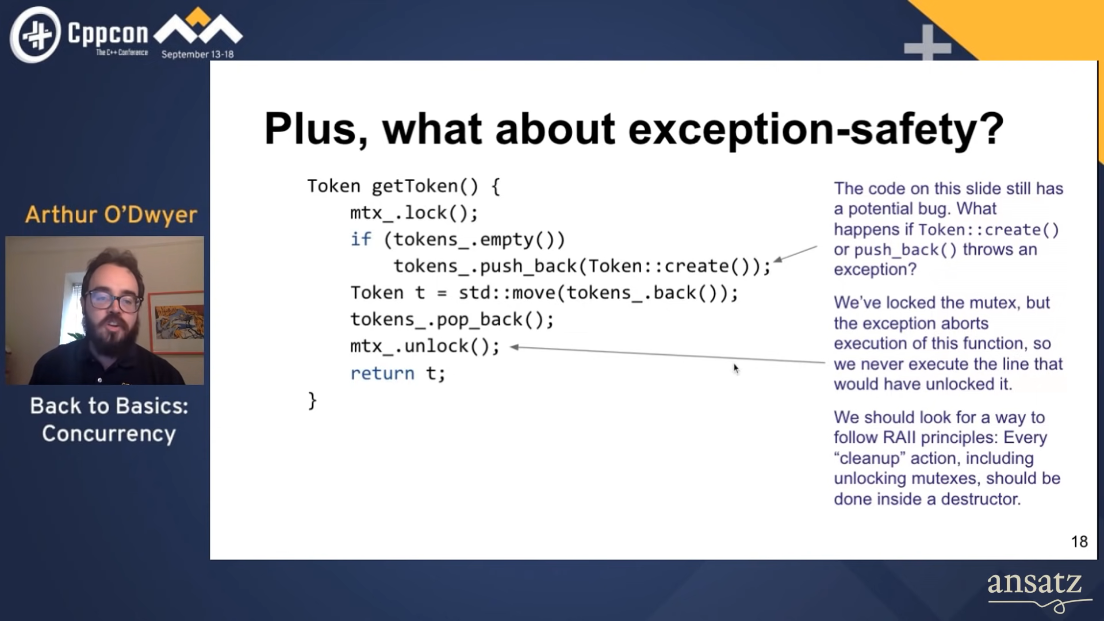 Cppcon
The C++ Conference
September 13-18
Plus, what about exception-safety?
Token getToken() {
    mtx_.lock();
    if (tokens_.empty())
        tokens_.push_back(Token::create());
    Token t = std::move(tokens_.back());
    tokens_.pop_back();
    mtx_.unlock();
    return t;
}
The code on this slide still has
a potential bug. What
happens if Token::create()
or push_back() throws an
exception?
We’ve locked the mutex, but
the exception aborts
execution of this function, so
we never execute the line that
would have unlocked it.
We should look for a way to
follow RAII principles: Every
“cleanup” action, including
unlocking mutexes, should be
done inside a destructor.
18
Arthur O’Dwyer
Back to Basics:
Concurrency
ansatz